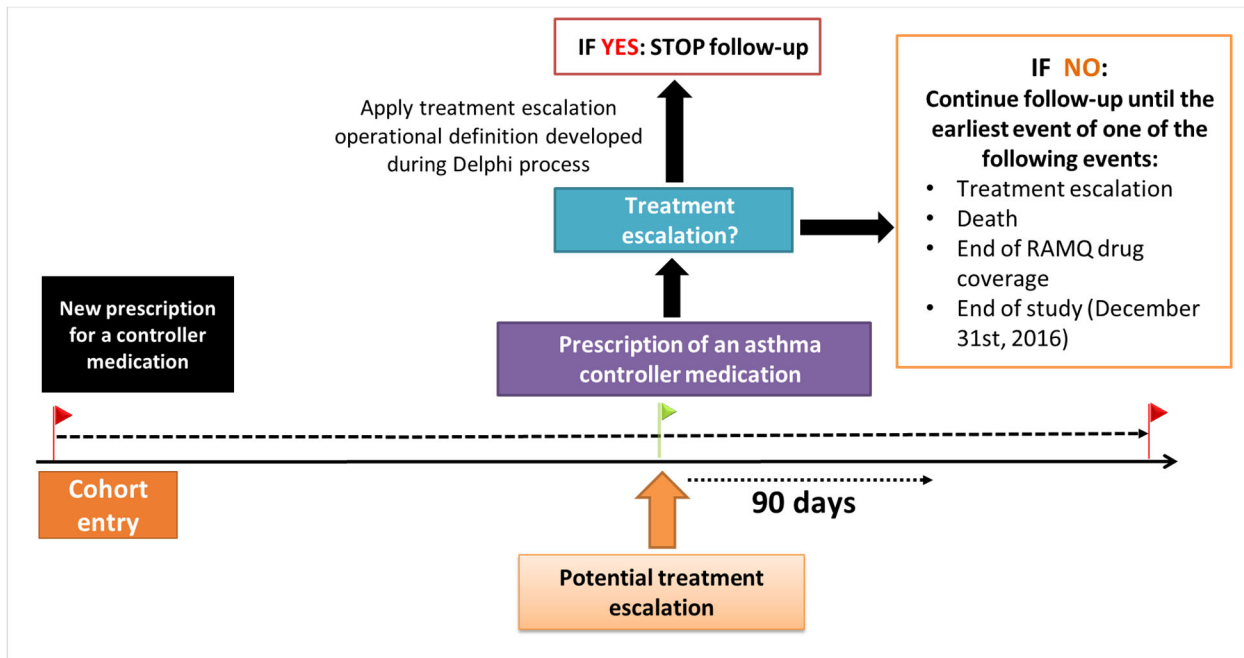 IF YES: STOP follow-up
Apply treatment escalation
operational definition developed
during Delphi process
IF NO:
Continue follow-up until the
earliest event of one of the
following events:
• Treatment escalation
• Death
• End of RAMQ drug
coverage
• End of study (December
31st, 2016)
Treatment
escalation?
New prescription
for a controller
medication
Prescription of an asthma
controller medication
Cohort
entry
90 days
Potential treatment
escalation